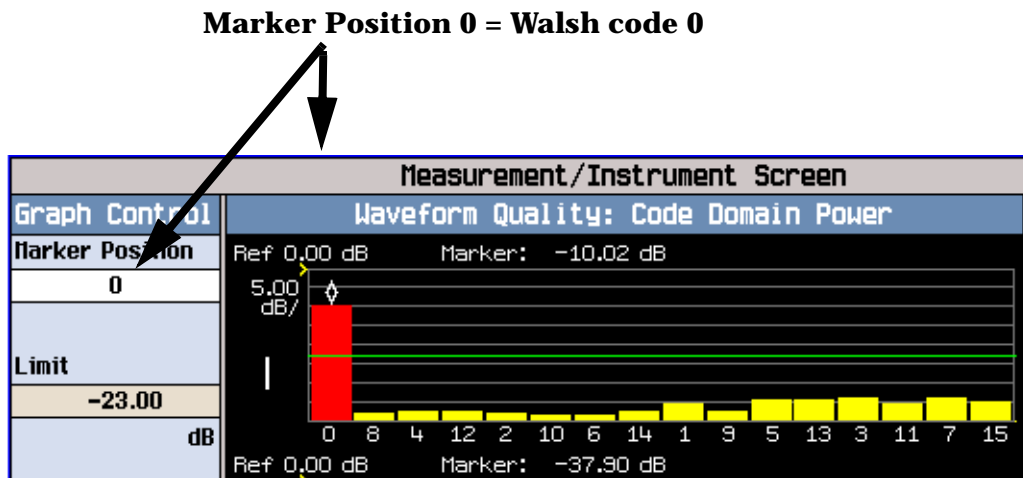 Marker Position 0 = Walsh code 0
Measurement/Instrument Screen
Graph Control
Waveform Quality: Code Domain Power
Marker Position
0
Limit
-23.00
dB
Ref 0.00 dB Marker: -10.02 dB
5.00
dB/
0 8 4 12 2 10 6 14 1 9 5 13 3 11 7 15
Ref 0.00 dB Marker: -37.90 dB